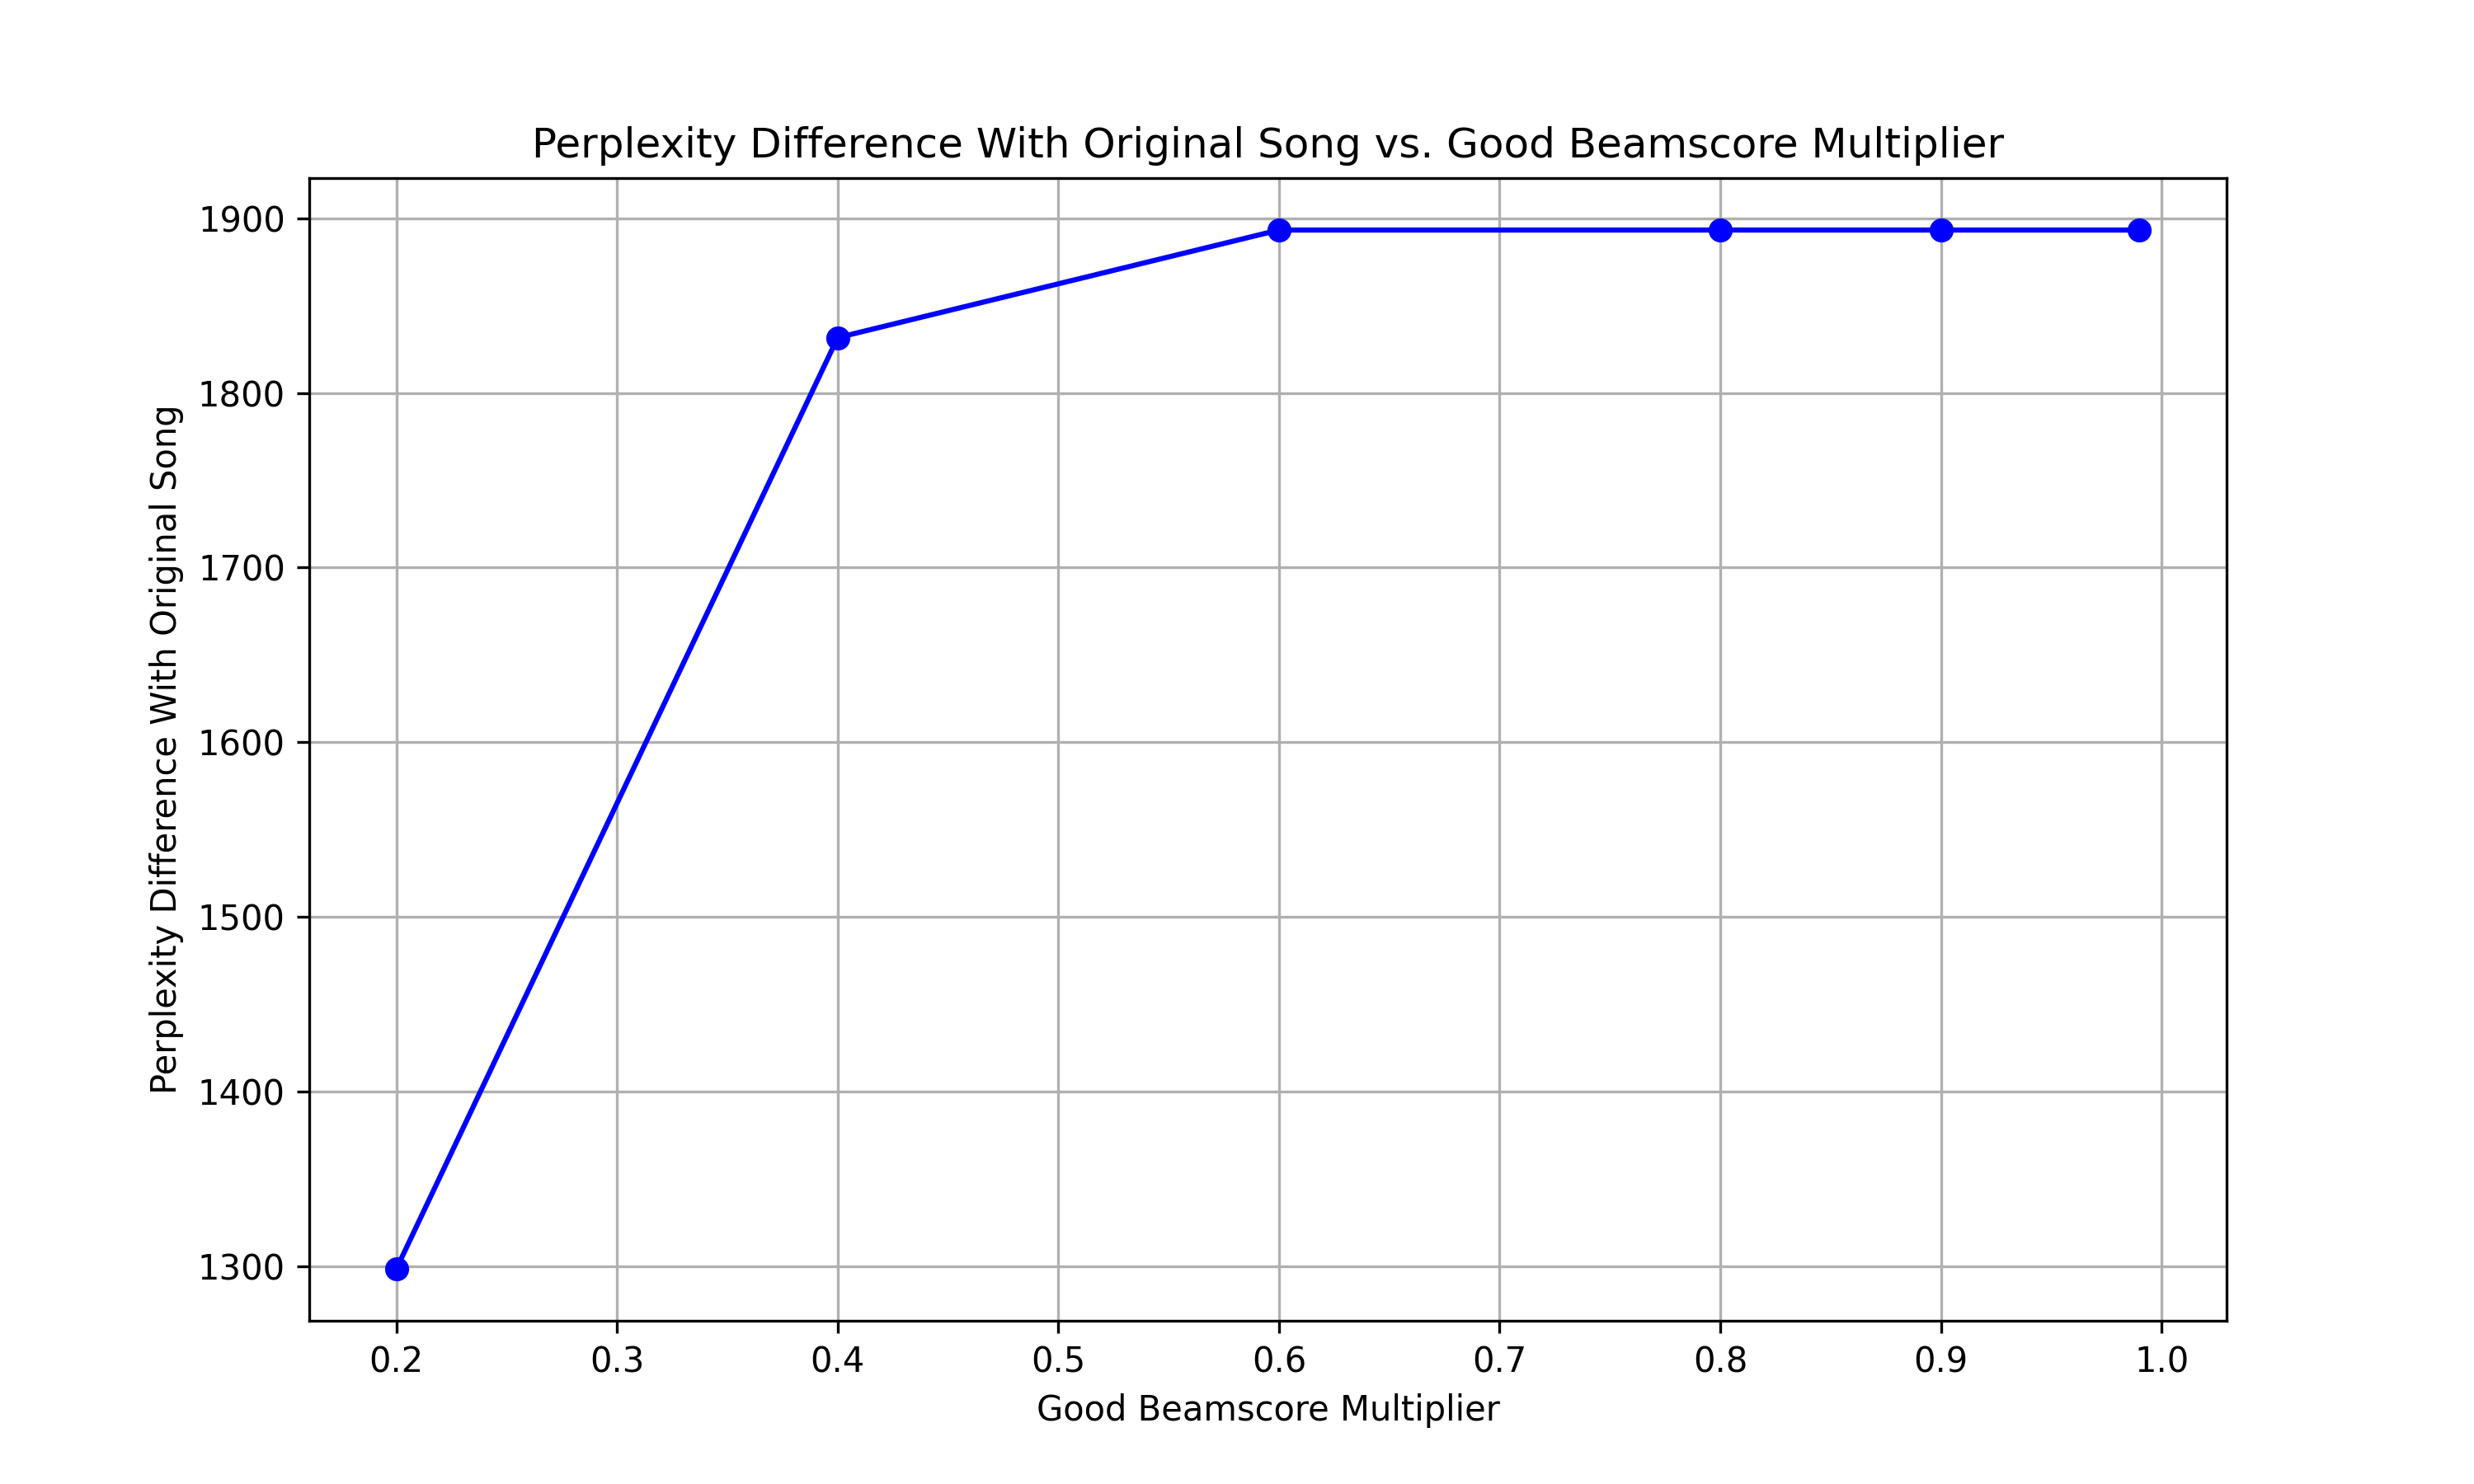 Perplexity Difference With Original Song vs. Good Beamscore Multiplier
Perplexity Difference With Original Song
1900
1800
1700
1600
1500
1400
1300
0.2 0.3 0.4 0.5 0.6 0.7 0.8 0.9 1.0
Good Beamscore Multiplier